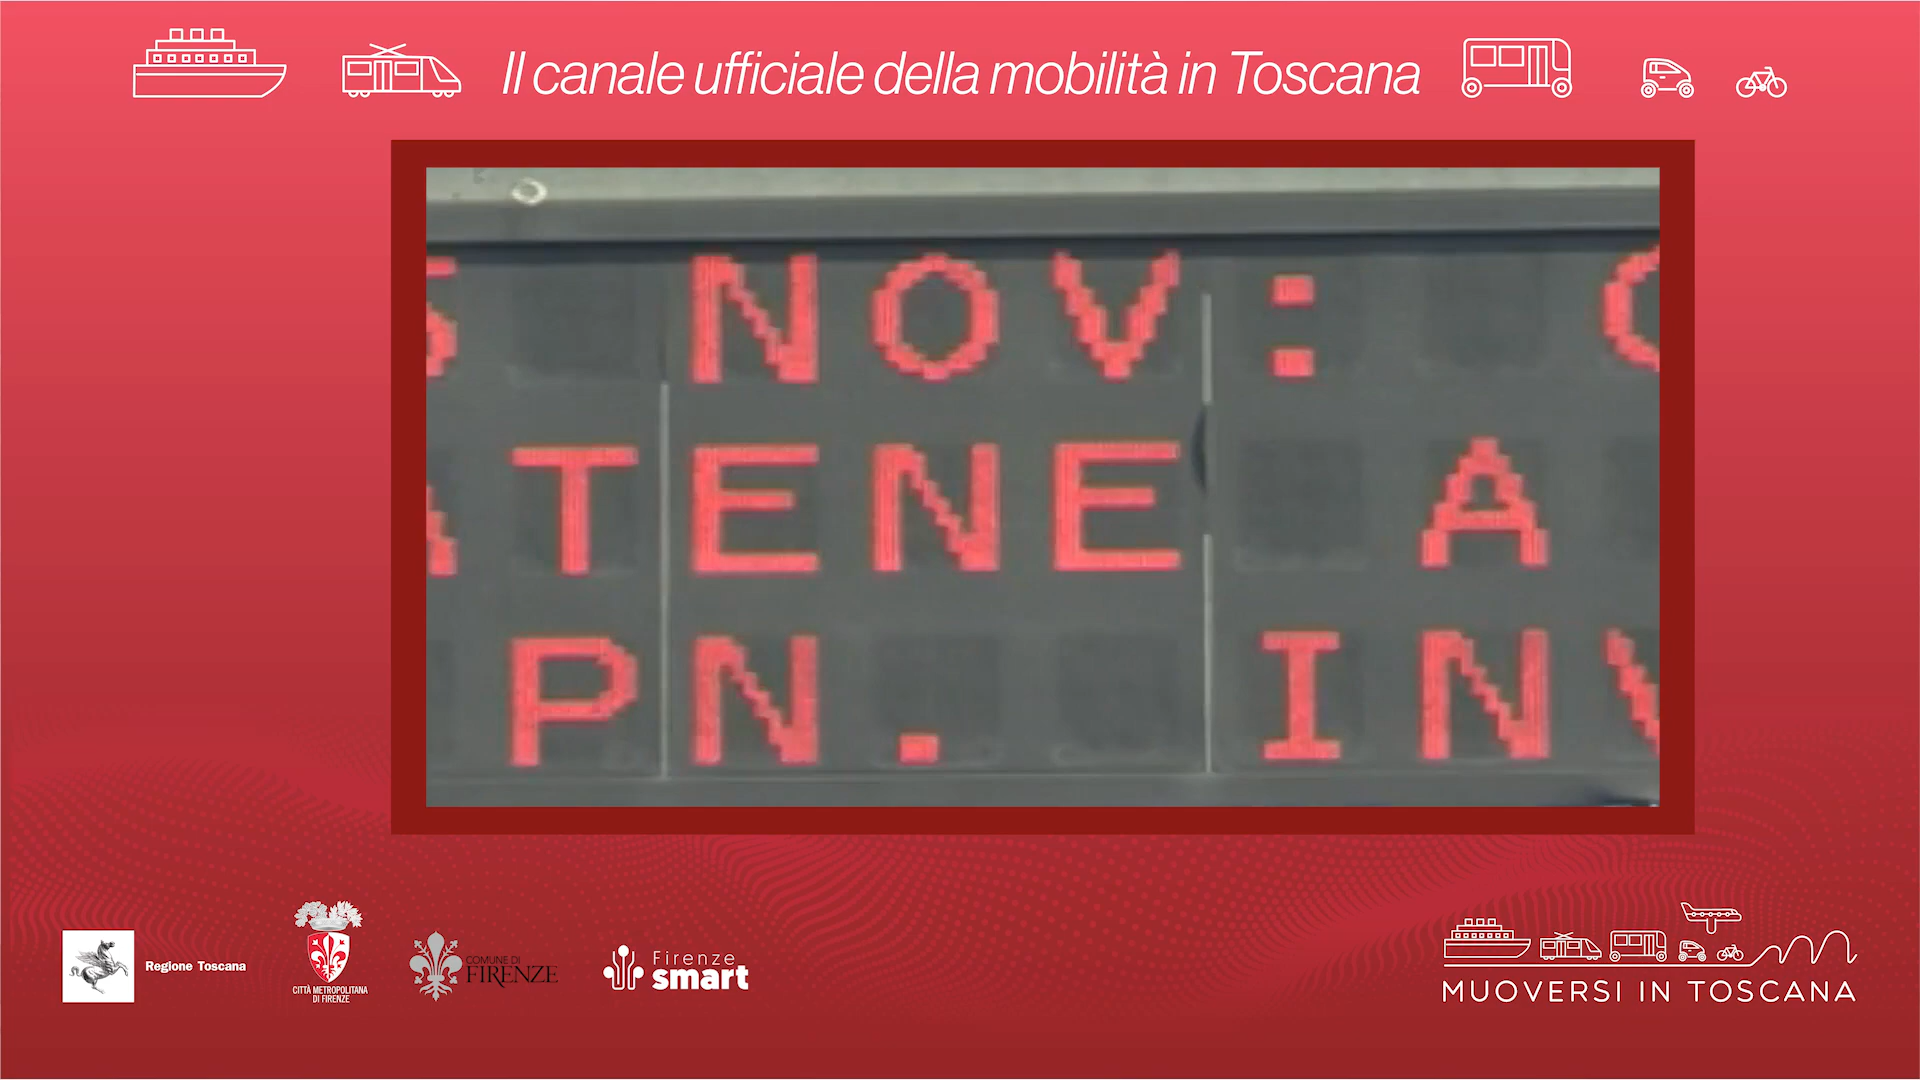 Il canale ufficiale della mobilità in Toscana
NOV:
TENE A
PN. IN
Regione Toscana
CITTÀ METROPOLITANA
DI FIRENZE
COMUNE DI
FIRENZE
Firenze
smart
MUOVERSI IN TOSCANA